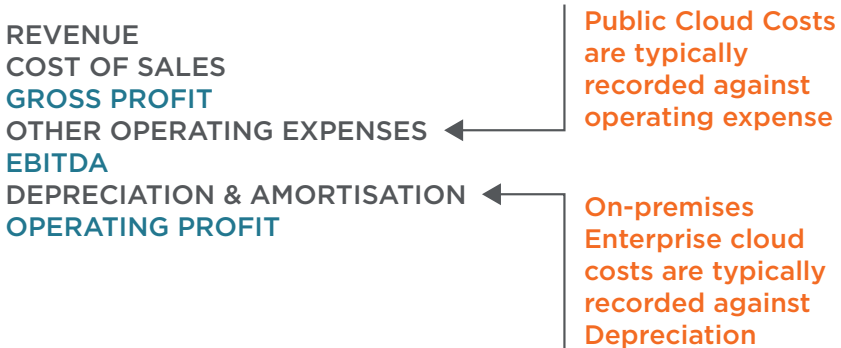 REVENUE
COST OF SALES
GROSS PROFIT
OTHER OPERATING EXPENSES
EBITDA
DEPRECIATION & AMORTISATION
OPERATING PROFIT
Public Cloud Costs
are typically
recorded against
operating expense
On-premises
Enterprise cloud
costs are typically
recorded against
Depreciation